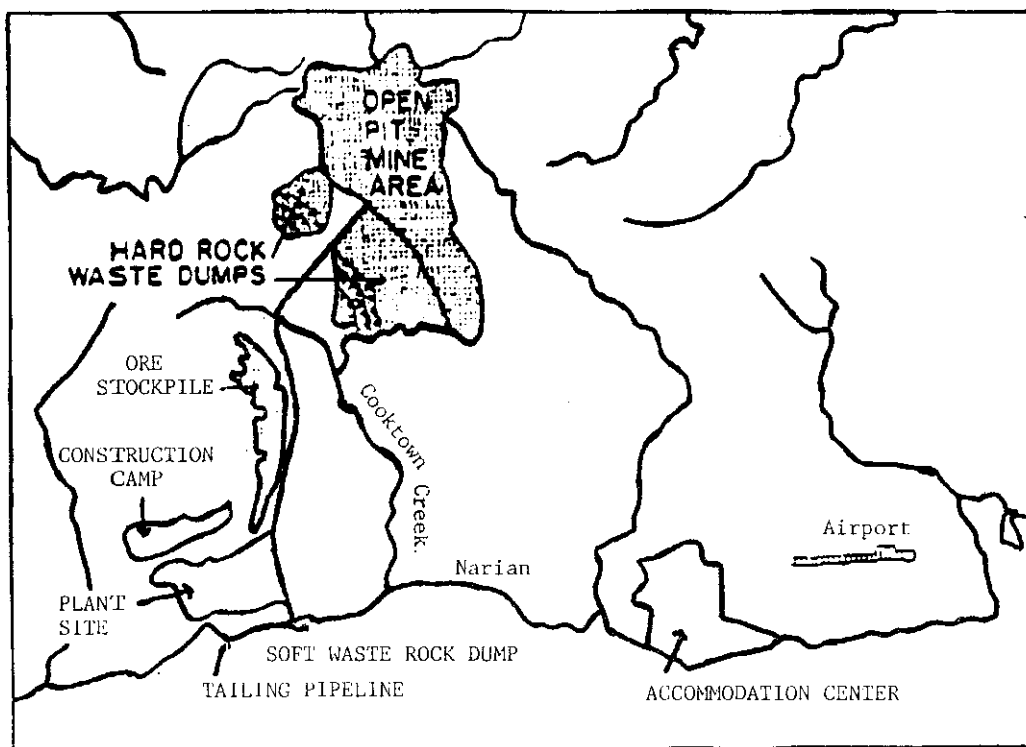 OPEN
PIT
MINE
AREA
HARD ROCK
WASTE DUMPS
ORE
STOCKPILE
Cooktown Creek.
CONSTRUCTION
CAMP
Airport
Narian
PLANT
SITE
SOFT WASTE ROCK DUMP
TAILING PIPELINE
ACCOMMODATION CENTER